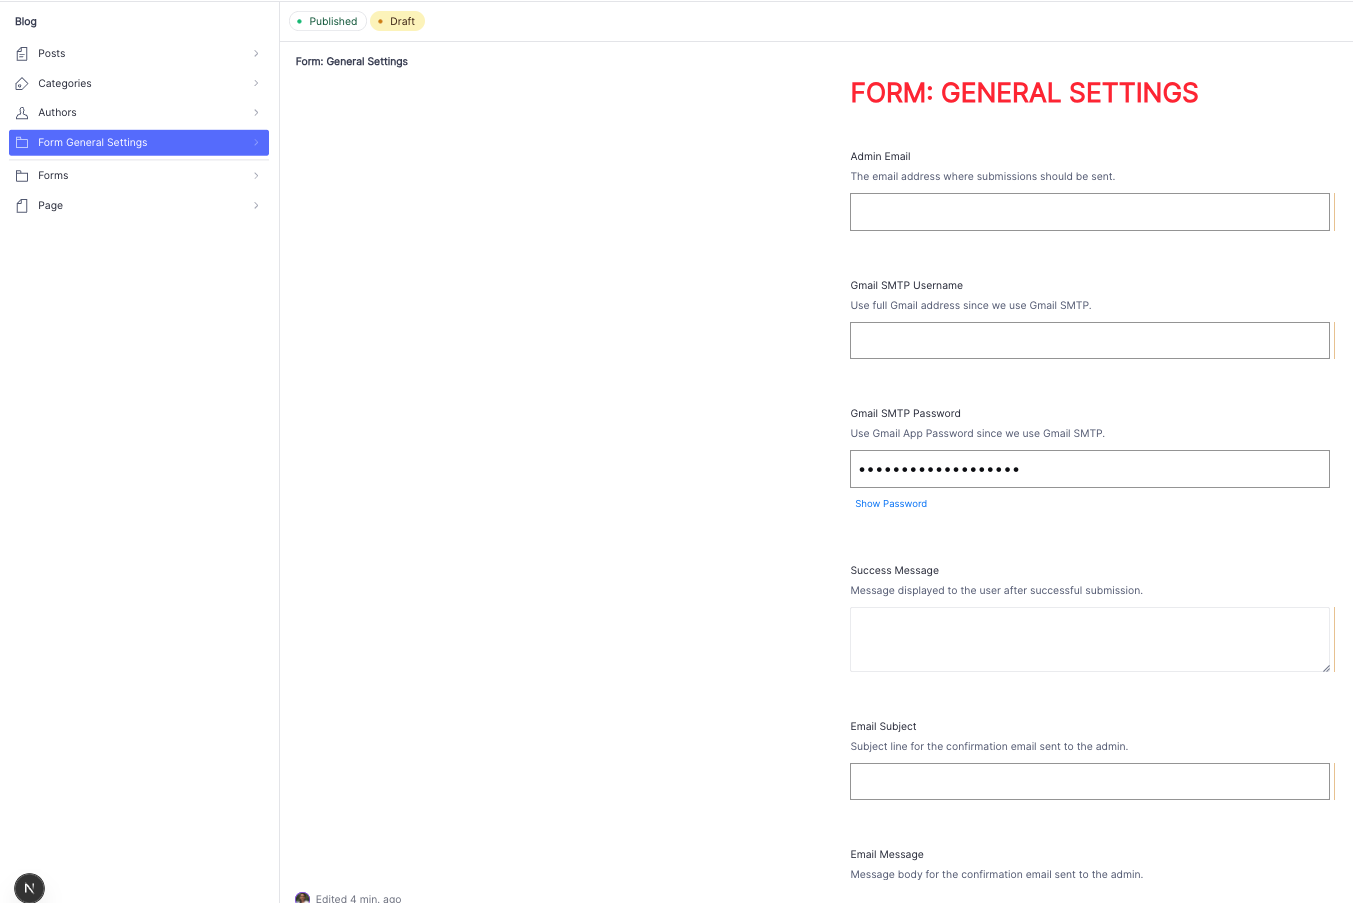 Blog
Posts
Categories
Authors
Form General Settings
Forms
Page
N
Published
Draft
Form: General Settings
FORM: GENERAL SETTINGS
Admin Email
The email address where submissions should be sent.
Gmail SMTP Username
Use full Gmail address since we use Gmail SMTP.
Gmail SMTP Password
Use Gmail App Password since we use Gmail SMTP.
•••••••••••••••••••
Show Password
Success Message
Message displayed to the user after successful submission.
Email Subject
Subject line for the confirmation email sent to the admin.
Email Message
Message body for the confirmation email sent to the admin.
Edited 4 min. ago